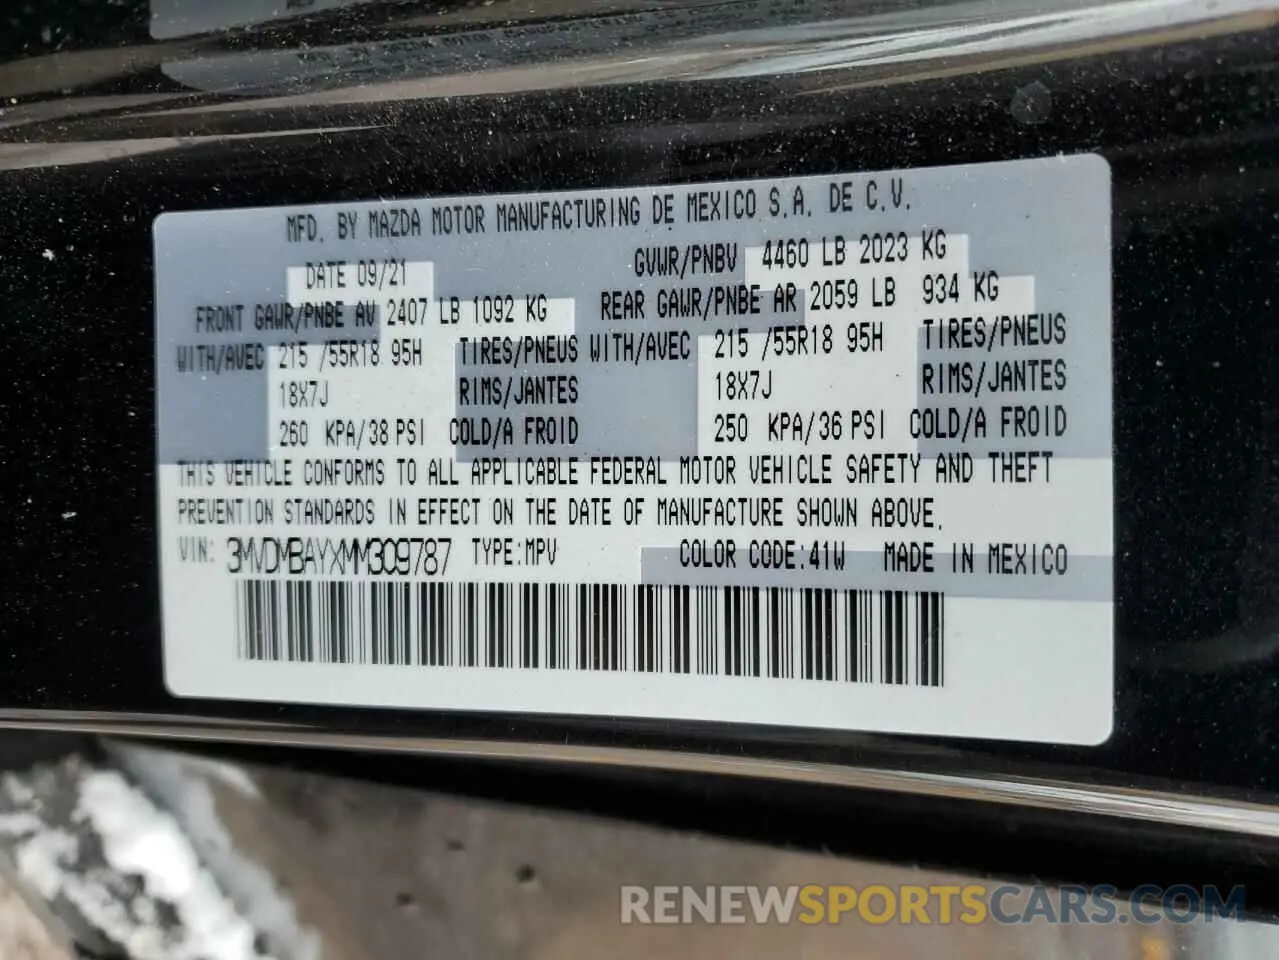 MFD. BY MAZDA MOTOR MANUFACTURING DE MEXICO S.A. DE C.V.
DATE 09/21 GVWR/PNBV 4460 LB 2023 KG
FRONT GAWR/PNBE AV 2407 LB 1092 KG REAR GAWR/PNBE AR 2059 LB 934 KG
WITH/AVEC 215 /55R18 95H TIRES/PNEUS WITH/AVEC 215 /55R18 95H TIRES/PNEUS
18X7J RIMS/JANTES 18X7J RIMS/JANTES
260 KPA/38 PSI COLD/A FROID 250 KPA/36 PSI COLD/A FROID
THIS VEHICLE CONFORMS TO ALL APPLICABLE FEDERAL MOTOR VEHICLE SAFETY AND THEFT
PREVENTION STANDARDS IN EFFECT ON THE DATE OF MANUFACTURE SHOWN ABOVE.
VIN: 3MVDMBAYXMM309787 TYPE:MPV COLOR CODE:41W MADE IN MEXICO
RENEWSPORTSCARS.COM